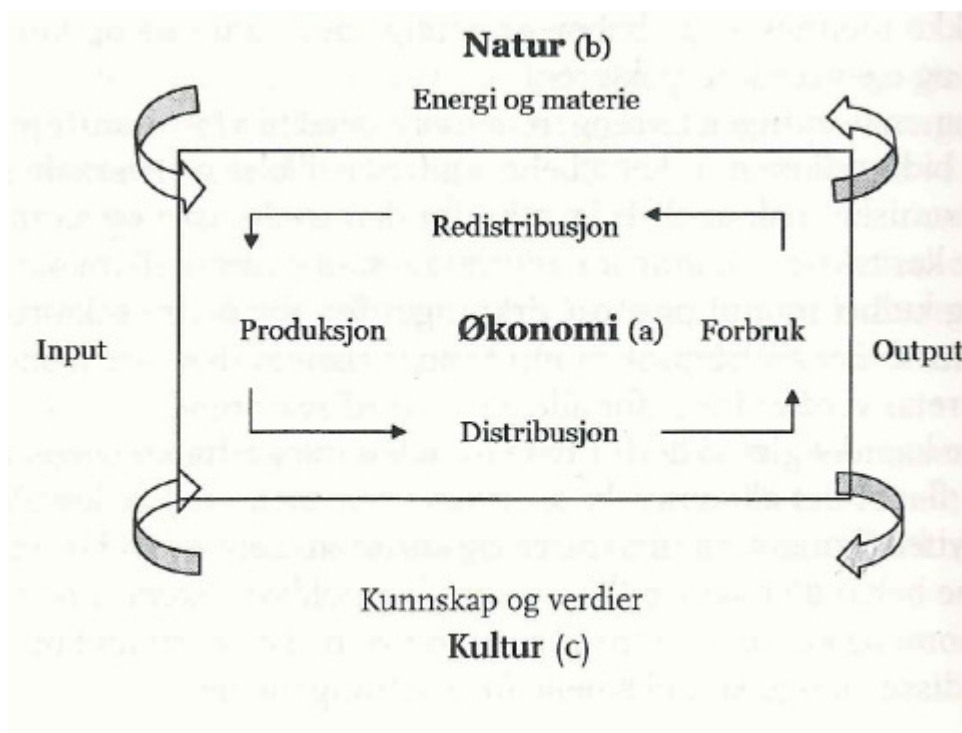 Natur (b)
Energi og materie
Redistribusjon
Input
Produksjon
Økonomi (a)
Forbruk
Output
Distribusjon
Kunnskap og verdier
Kultur (c)